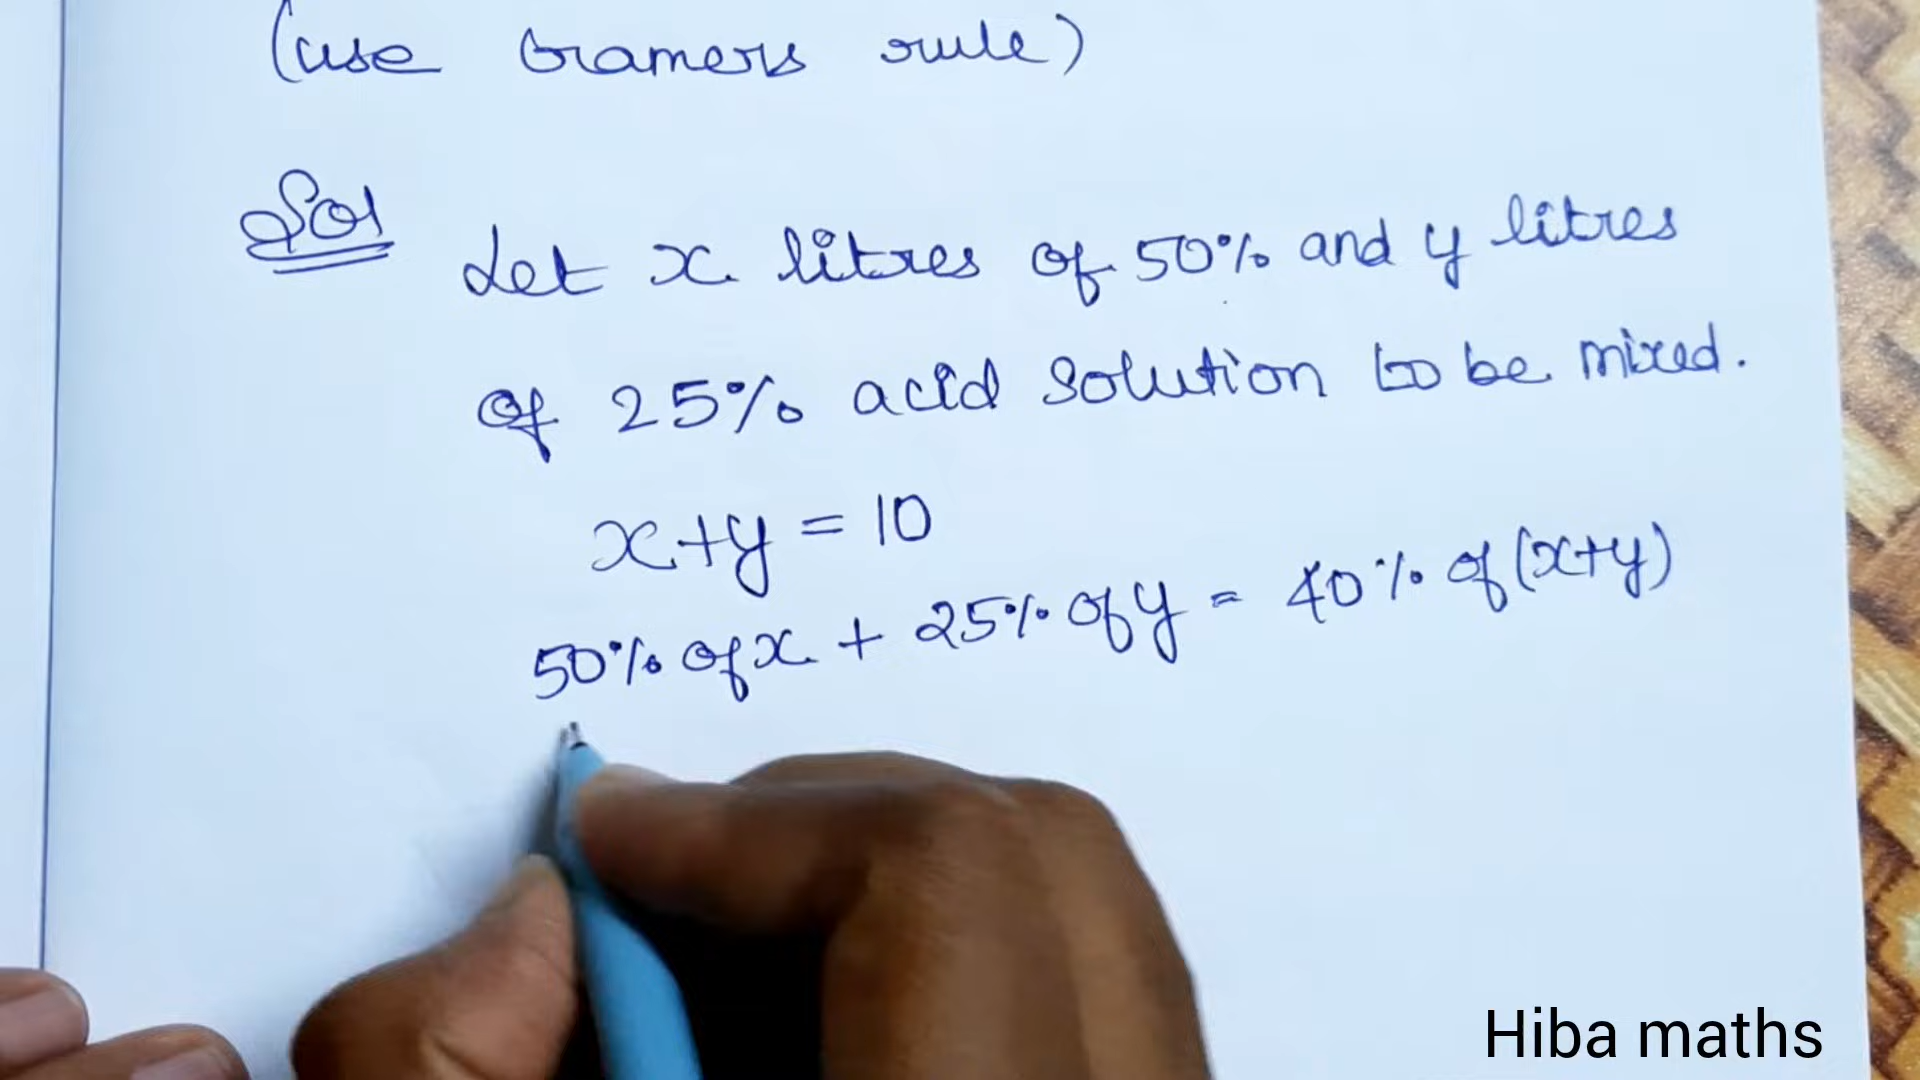 (use cramers rule)
Sol
Let x litres of 50% and y litres
of 25% acid solution to be mixed.
x+y = 10
50% of x + 25% of y = 40% of (x+y)
Hiba maths